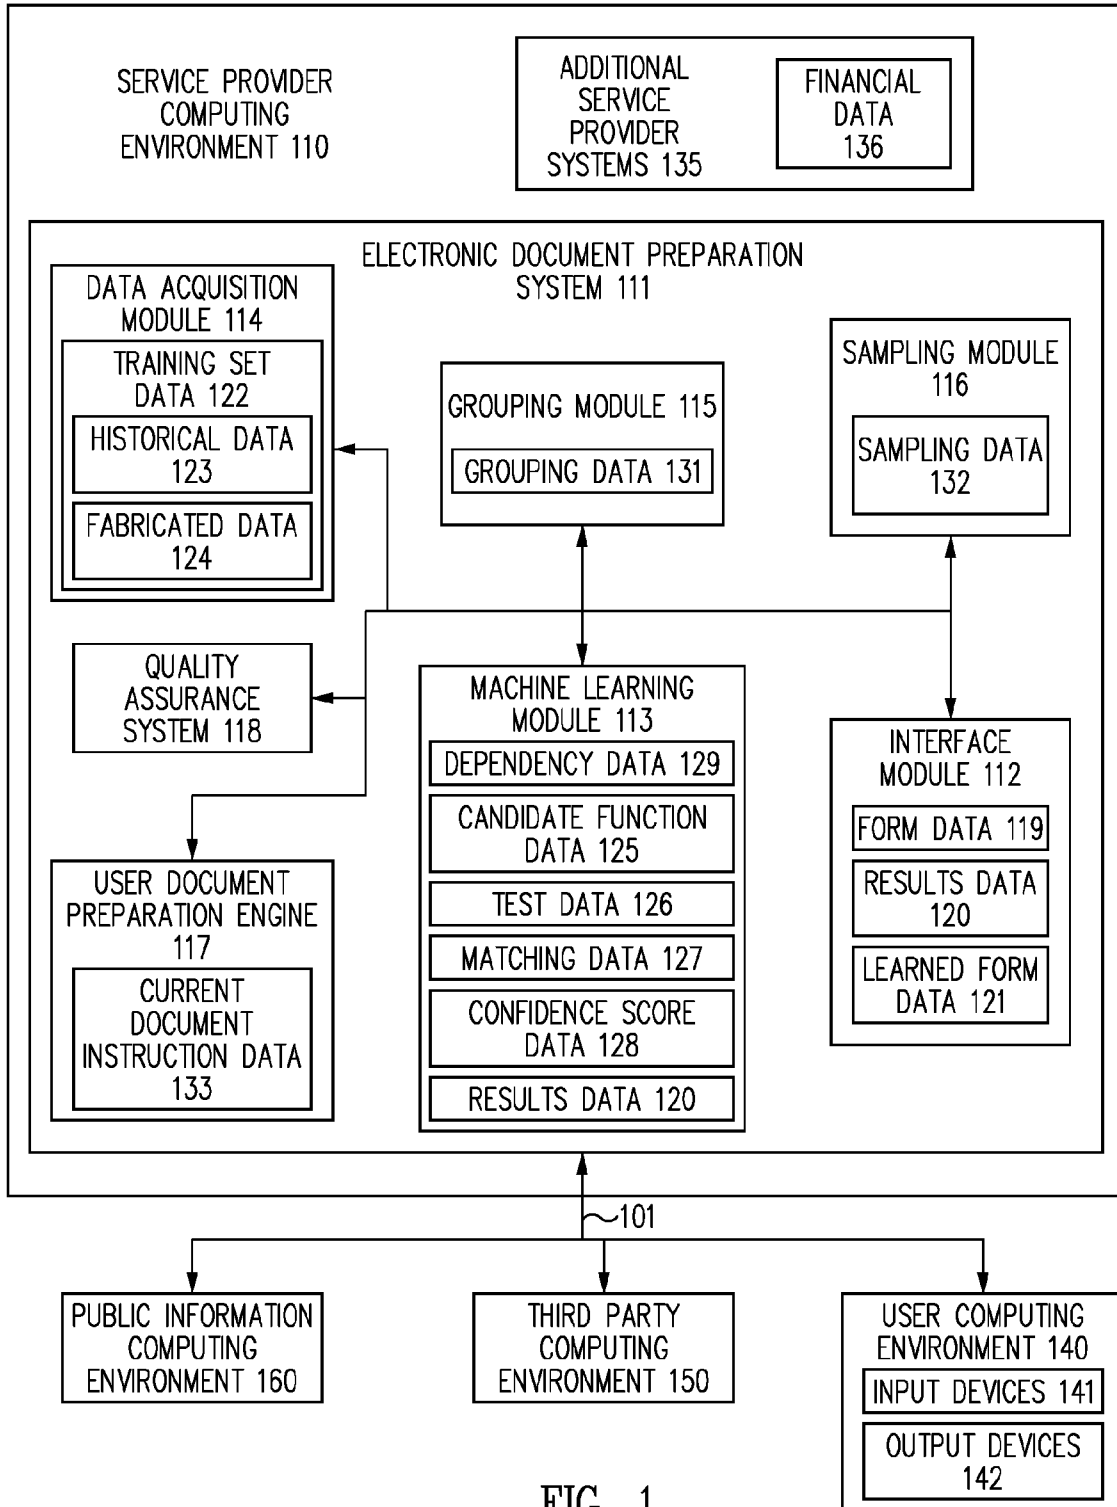 SERVICE PROVIDER
COMPUTING
ENVIRONMENT 110
ADDITIONAL
SERVICE
PROVIDER
SYSTEMS 135
FINANCIAL
DATA
136
ELECTRONIC DOCUMENT PREPARATION
SYSTEM 111
DATA ACQUISITION
MODULE 114
TRAINING SET
DATA 122
HISTORICAL DATA
123
FABRICATED DATA
124
GROUPING MODULE 115
GROUPING DATA 131
SAMPLING MODULE
116
SAMPLING DATA
132
QUALITY
ASSURANCE
SYSTEM 118
MACHINE LEARNING
MODULE 113
DEPENDENCY DATA 129
CANDIDATE FUNCTION
DATA 125
TEST DATA 126
MATCHING DATA 127
CONFIDENCE SCORE
DATA 128
RESULTS DATA 120
INTERFACE
MODULE 112
FORM DATA 119
RESULTS DATA
120
LEARNED FORM
DATA 121
USER DOCUMENT
PREPARATION ENGINE
117
CURRENT
DOCUMENT
INSTRUCTION DATA
133
101
PUBLIC INFORMATION
COMPUTING
ENVIRONMENT 160
THIRD PARTY
COMPUTING
ENVIRONMENT 150
USER COMPUTING
ENVIRONMENT 140
INPUT DEVICES 141
OUTPUT DEVICES
142
FIG. 1